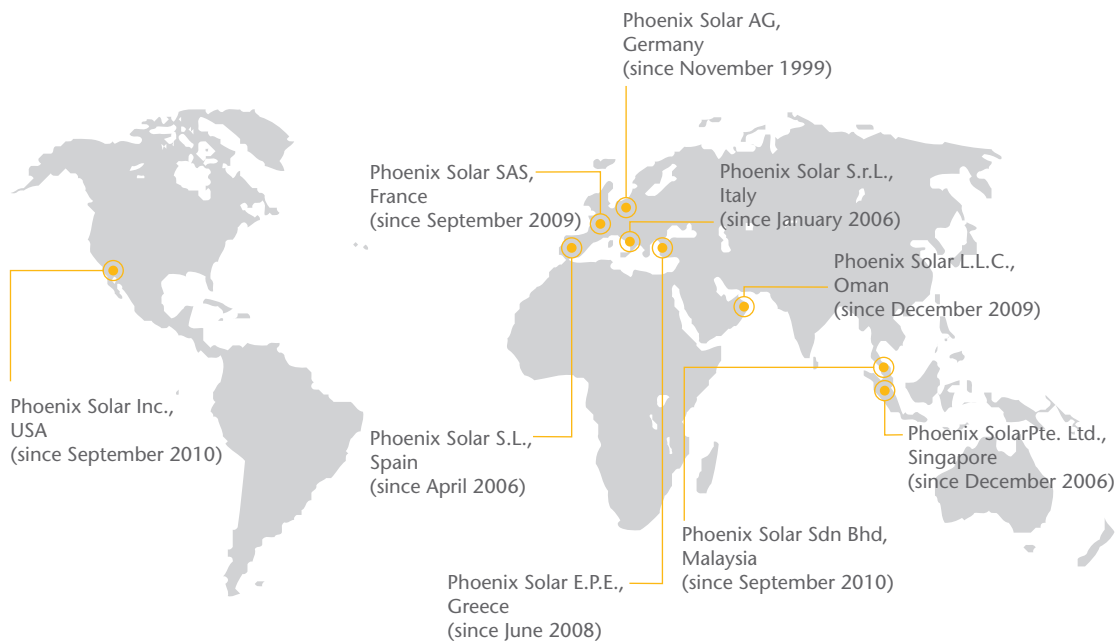 Phoenix Solar AG,
Germany
(since November 1999)
Phoenix Solar SAS,
France
(since September 2009)
Phoenix Solar S.r.L.,
Italy
(since January 2006)
Phoenix Solar L.L.C.,
Oman
(since December 2009)
Phoenix Solar Inc.,
USA
(since September 2010)
Phoenix Solar S.L.,
Spain
(since April 2006)
Phoenix SolarPte. Ltd.,
Singapore
(since December 2006)
Phoenix Solar Sdn Bhd,
Malaysia
(since September 2010)
Phoenix Solar E.P.E.,
Greece
(since June 2008)